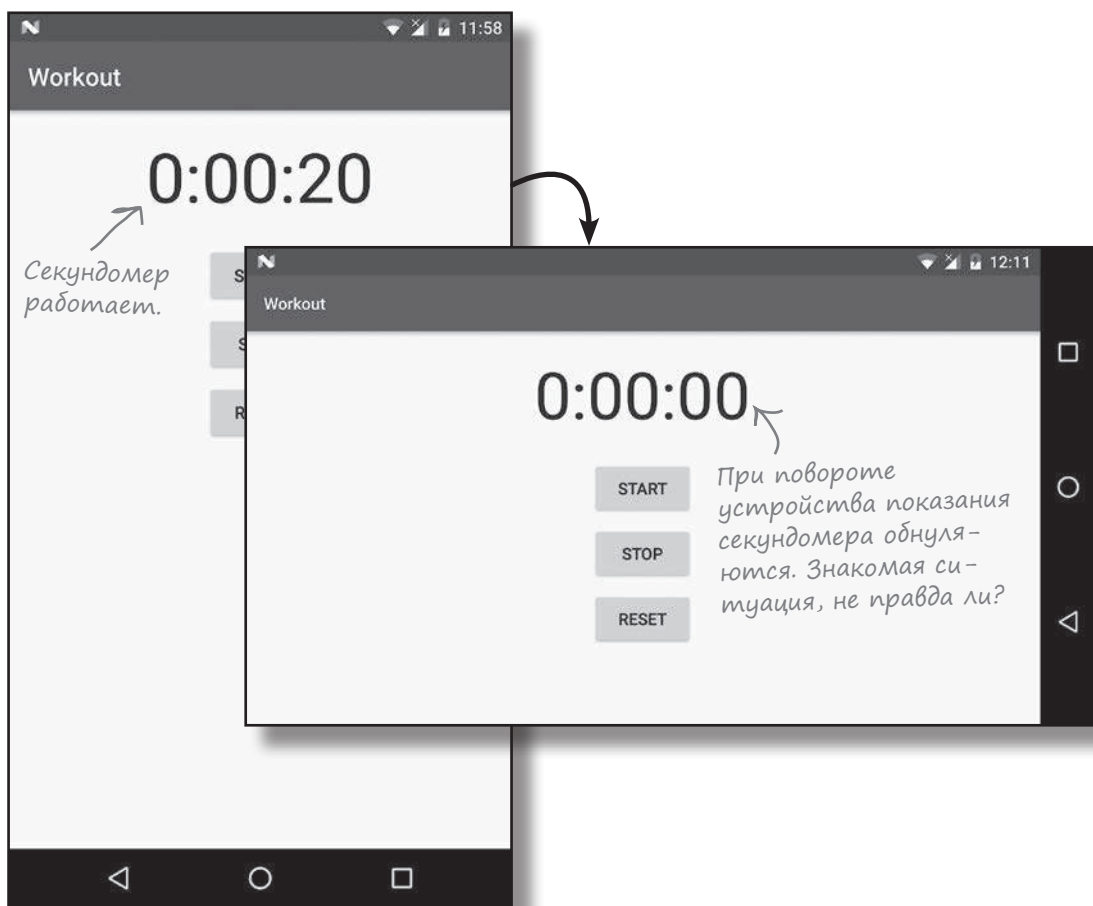 11:58
Workout
0:00:20
Секундомер
работает.
S
S
R
12:11
Workout
0:00:00
START
STOP
RESET
При повороте
устройства показания
секундомера обнуля-
ются. Знакомая си-
туация, не правда ли?